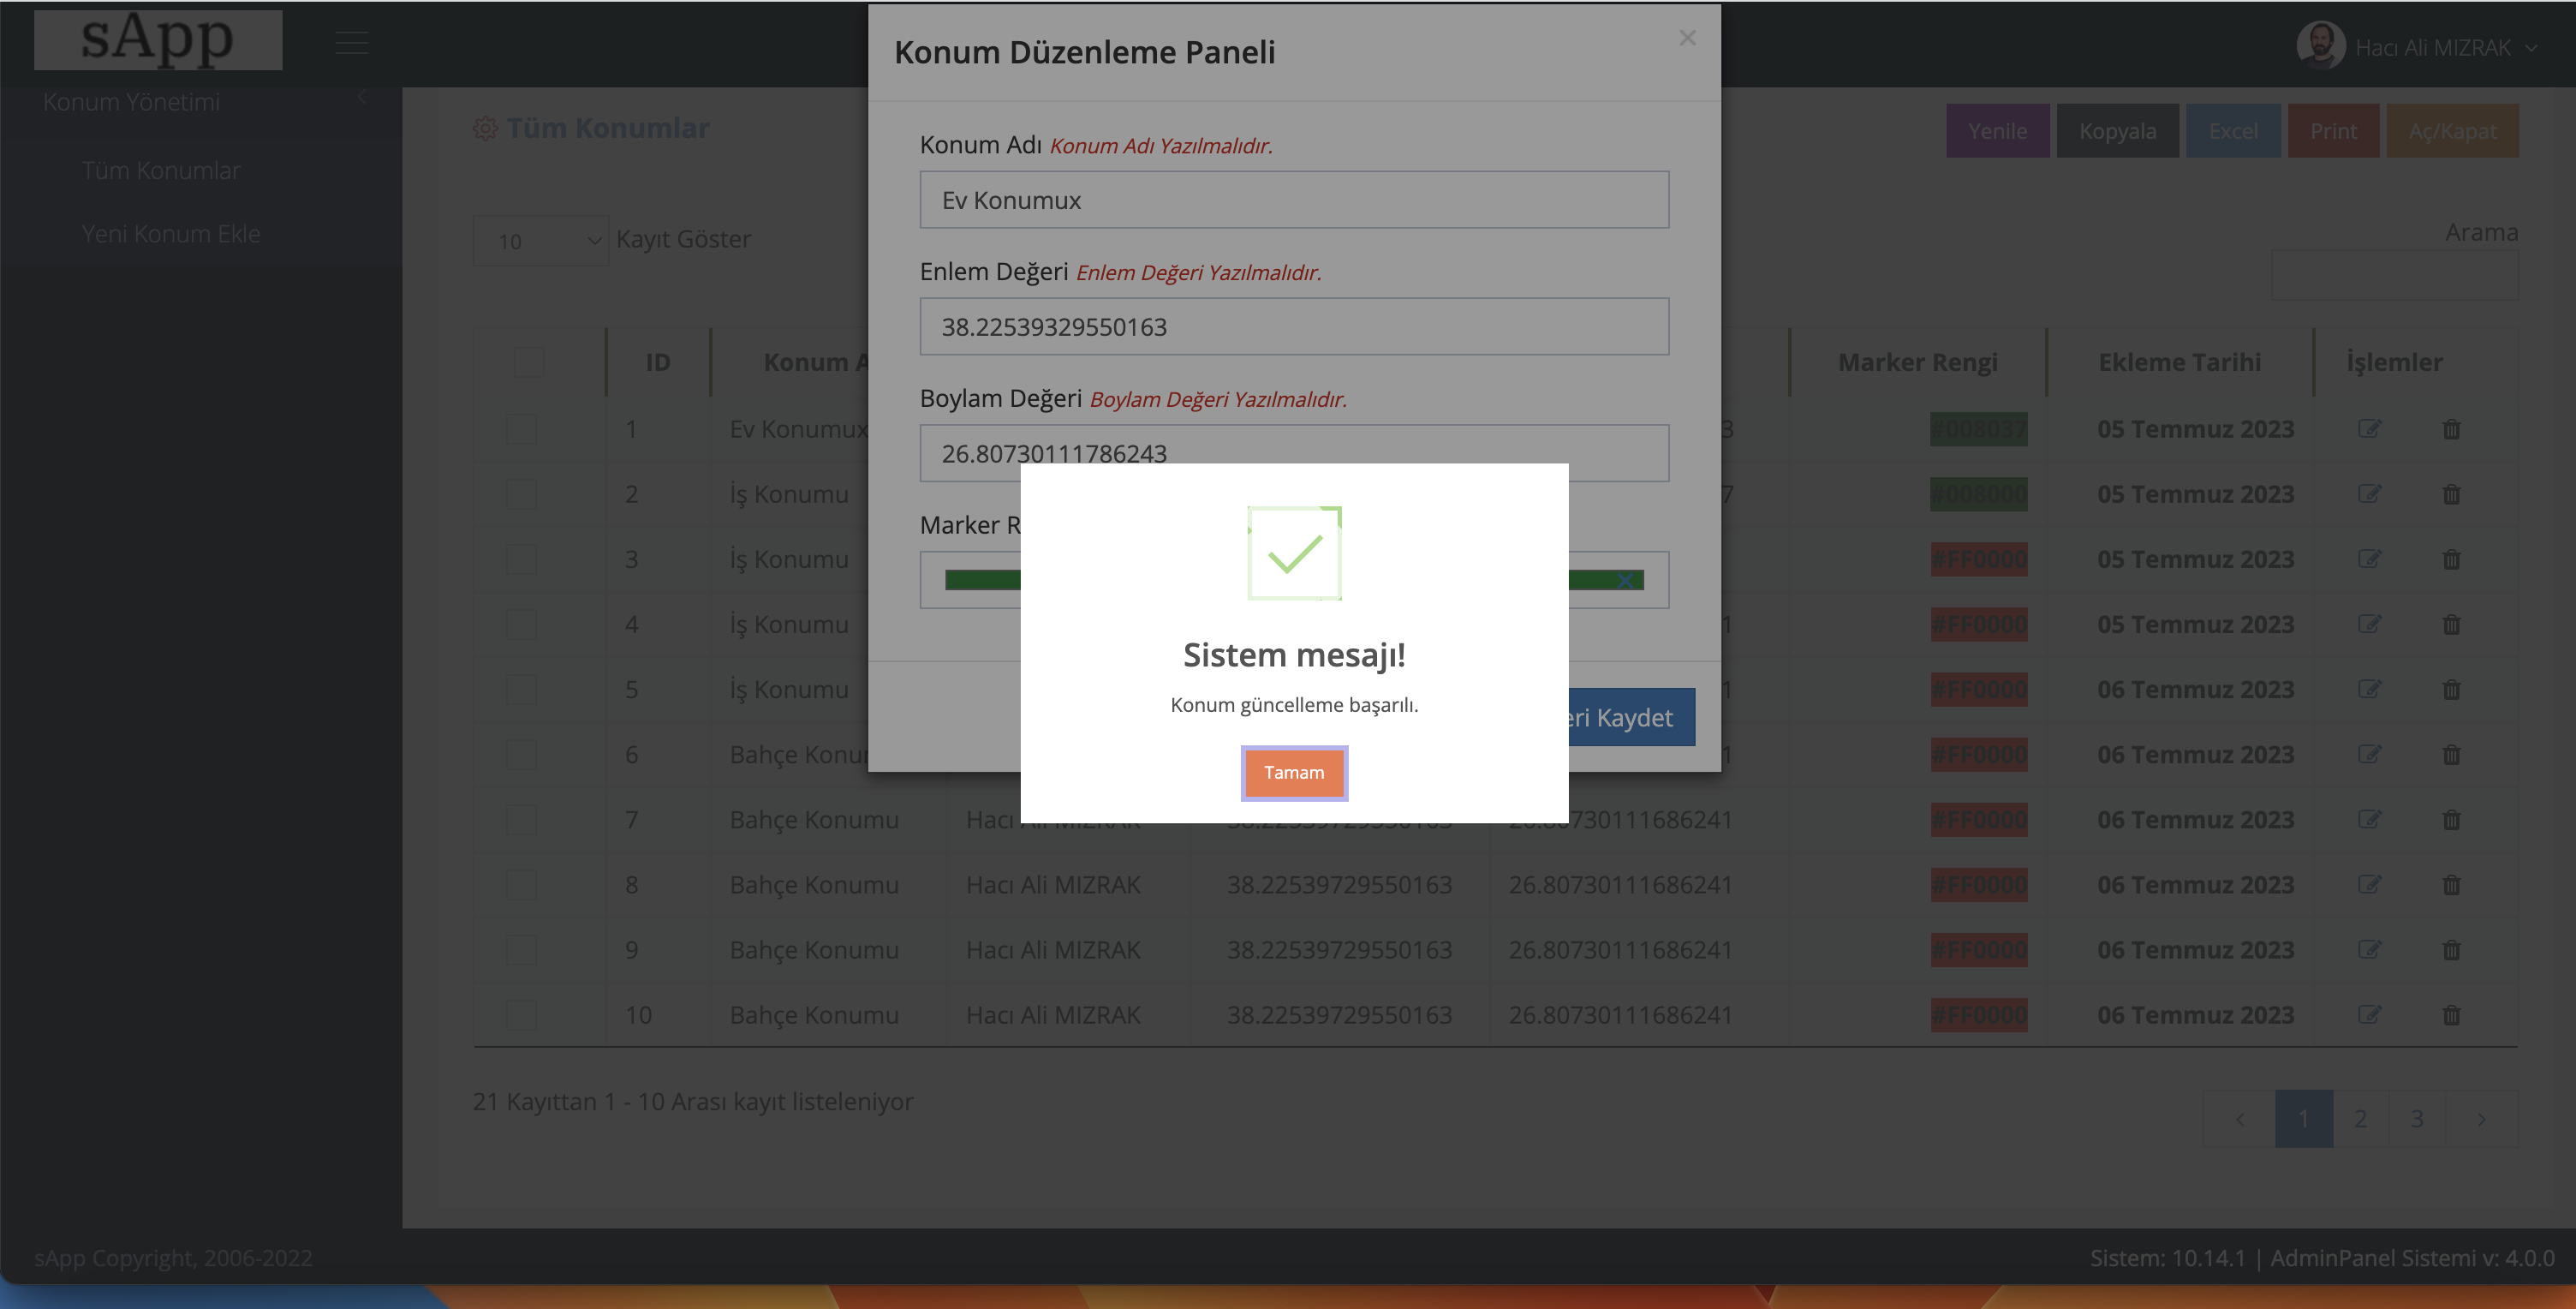 sApp
Hacı Ali MIZRAK
Konum Yönetimi
Tüm Konumlar
Yeni Konum Ekle
Tüm Konumlar
Yenile Kopyala Excel Print Aç/Kapat
10 Kayıt Göster
Arama
Konum Düzenleme Paneli
Konum Adı Konum Adı Yazılmalıdır.
Ev Konumux
Enlem Değeri Enlem Değeri Yazılmalıdır.
38.22539329550163
Boylam Değeri Boylam Değeri Yazılmalıdır.
26.80730111786243
Marker R
eri Kaydet
Sistem mesajı!
Konum güncelleme başarılı.
Tamam
ID Konum A Marker Rengi Ekleme Tarihi İşlemler
1 Ev Konumux 3 #008037 05 Temmuz 2023
2 İş Konumu 7 #008000 05 Temmuz 2023
3 İş Konumu #FF0000 05 Temmuz 2023
4 İş Konumu 1 #FF0000 05 Temmuz 2023
5 İş Konumu 1 #FF0000 06 Temmuz 2023
6 Bahçe Konum 1 #FF0000 06 Temmuz 2023
7 Bahçe Konumu Hacı Ali MIZRAK 38.22539729550163 26.80730111686241 #FF0000 06 Temmuz 2023
8 Bahçe Konumu Hacı Ali MIZRAK 38.22539729550163 26.80730111686241 #FF0000 06 Temmuz 2023
9 Bahçe Konumu Hacı Ali MIZRAK 38.22539729550163 26.80730111686241 #FF0000 06 Temmuz 2023
10 Bahçe Konumu Hacı Ali MIZRAK 38.22539729550163 26.80730111686241 #FF0000 06 Temmuz 2023
21 Kayıttan 1 - 10 Arası kayıt listeleniyor
1 2 3
sApp Copyright, 2006-2022
Sistem: 10.14.1 | AdminPanel Sistemi v: 4.0.0